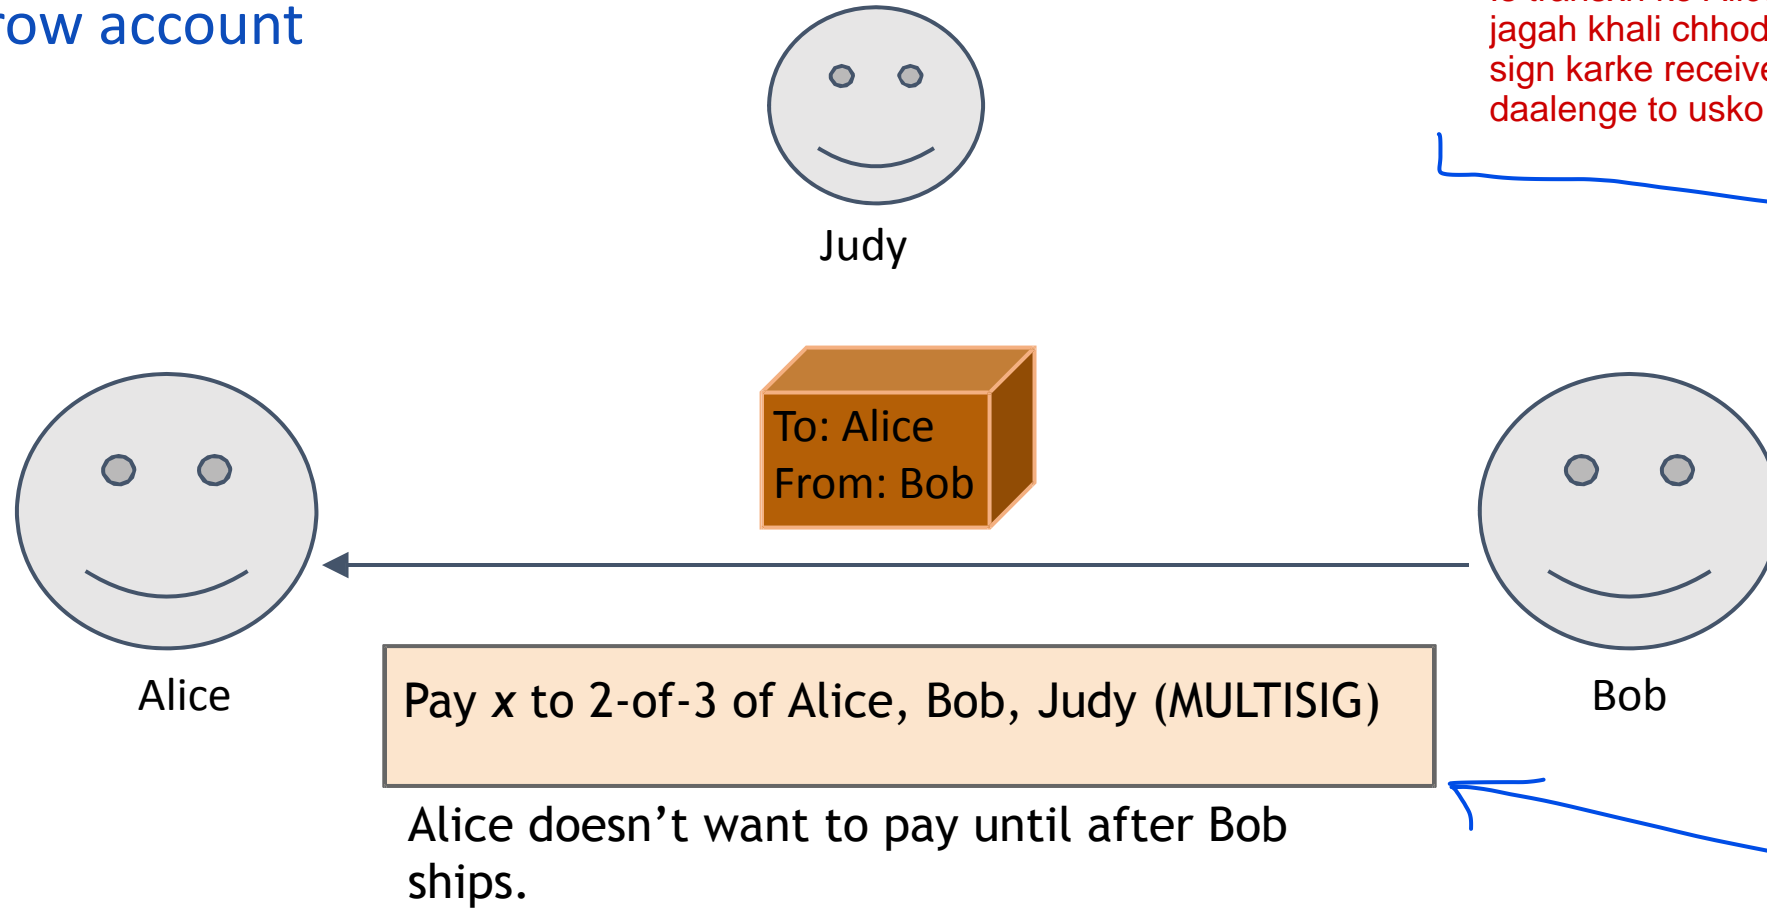 row account
jagah khali chhod
sign karke receive
daalenge to usko
Judy
To: Alice
From: Bob
Alice
Bob
Pay x to 2-of-3 of Alice, Bob, Judy (MULTISIG)
Alice doesn’t want to pay until after Bob
ships.